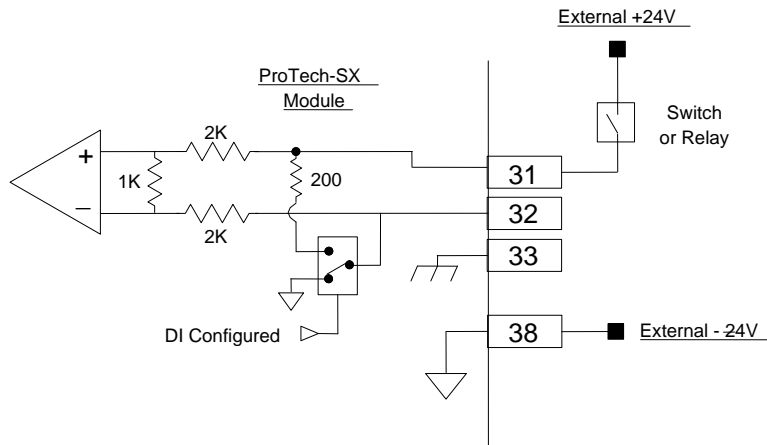 External +24V
ProTech-SX
Module
Switch
or Relay
2K
+
31
1K
200
–
32
2K
33
DI Configured
38
External - 24V